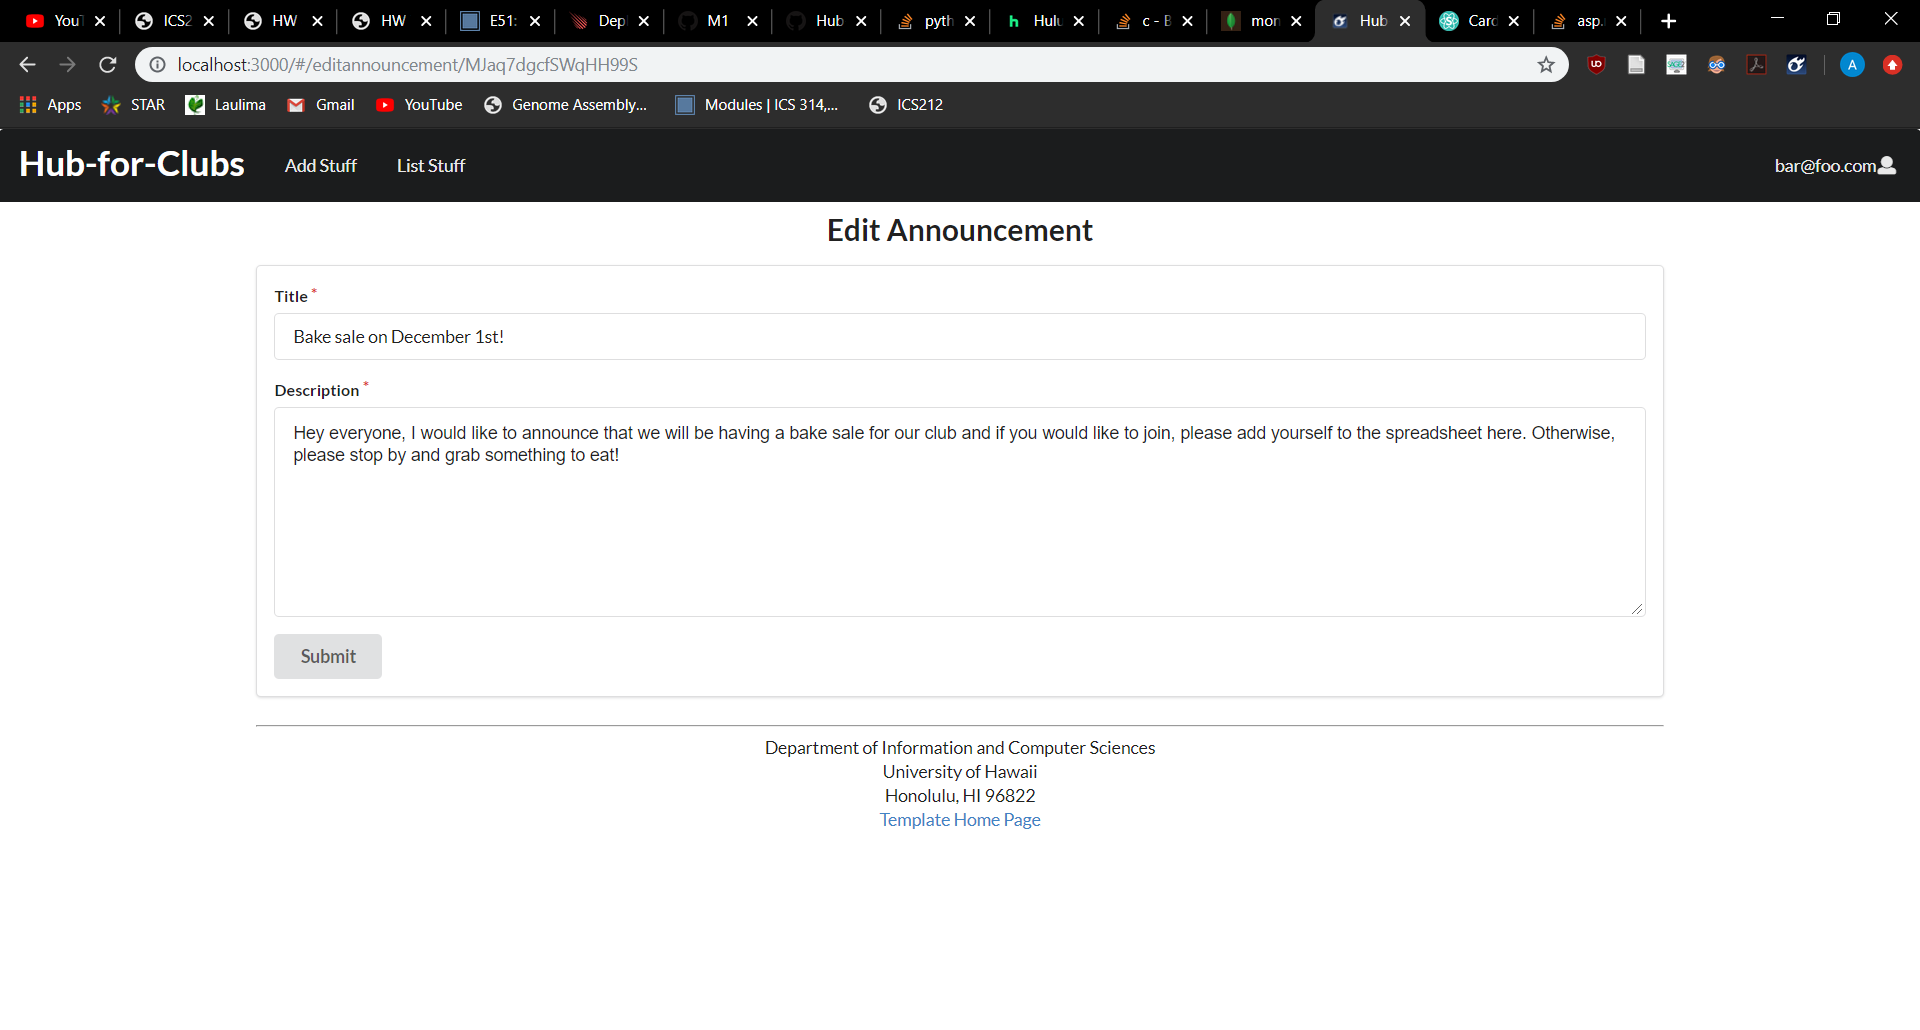 YouT
ICS2
HW
HW
E51:
Dep
M1
Hub
pyth
h Hulu
c - B
mon
Hub
Card
asp.
localhost:3000/#/editannouncement/MJaq7dgcfSWqHH99S
A
Apps
STAR
Laulima
Gmail
YouTube
Genome Assembly...
Modules | ICS 314,...
ICS212
Hub-for-Clubs
Add Stuff
List Stuff
bar@foo.com
Edit Announcement
Title *
Bake sale on December 1st!
Description *
Hey everyone, I would like to announce that we will be having a bake sale for our club and if you would like to join, please add yourself to the spreadsheet here. Otherwise,
please stop by and grab something to eat!
Submit
Department of Information and Computer Sciences
University of Hawaii
Honolulu, HI 96822
Template Home Page